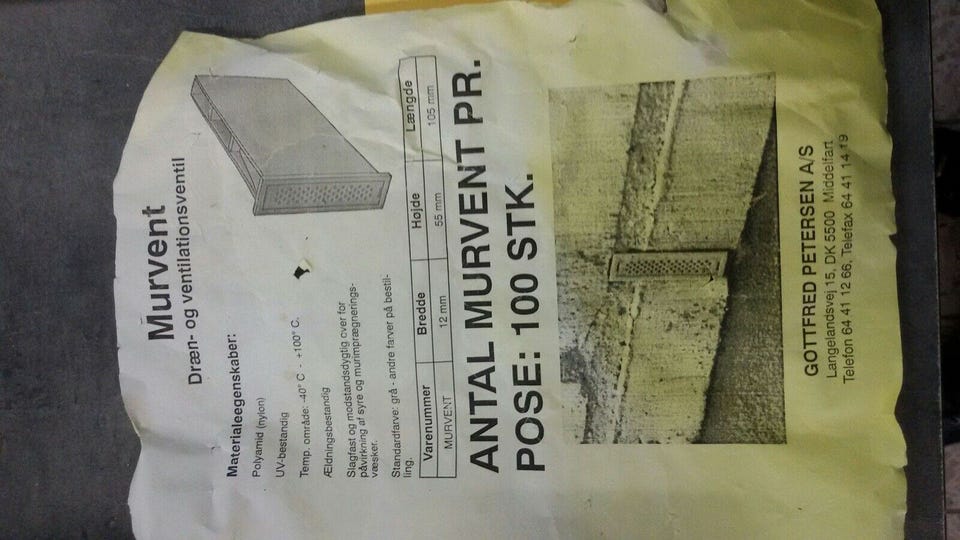 Murvent
Dræn- og ventilationsventil
Materialeegenskaber:
Polyamid (nylon)
UV-bestandig
Temp. område: -40° C - +100° C.
Ældningsbestandig
Slagfast og modstandsdygtig over for
påvirkning af syre og murimprægnerings-
væsker.
Standardfarve: grå - andre farver på bestil-
ling.
Varenummer Bredde Højde Længde
MURVENT 12 mm 55 mm 105 mm
ANTAL MURVENT PR.
POSE: 100 STK.
GOTTFRED PETERSEN A/S
Langelandsvej 15, DK 5500 Middelfart
Telefon 64 41 12 66, Telefax 64 41 14 19